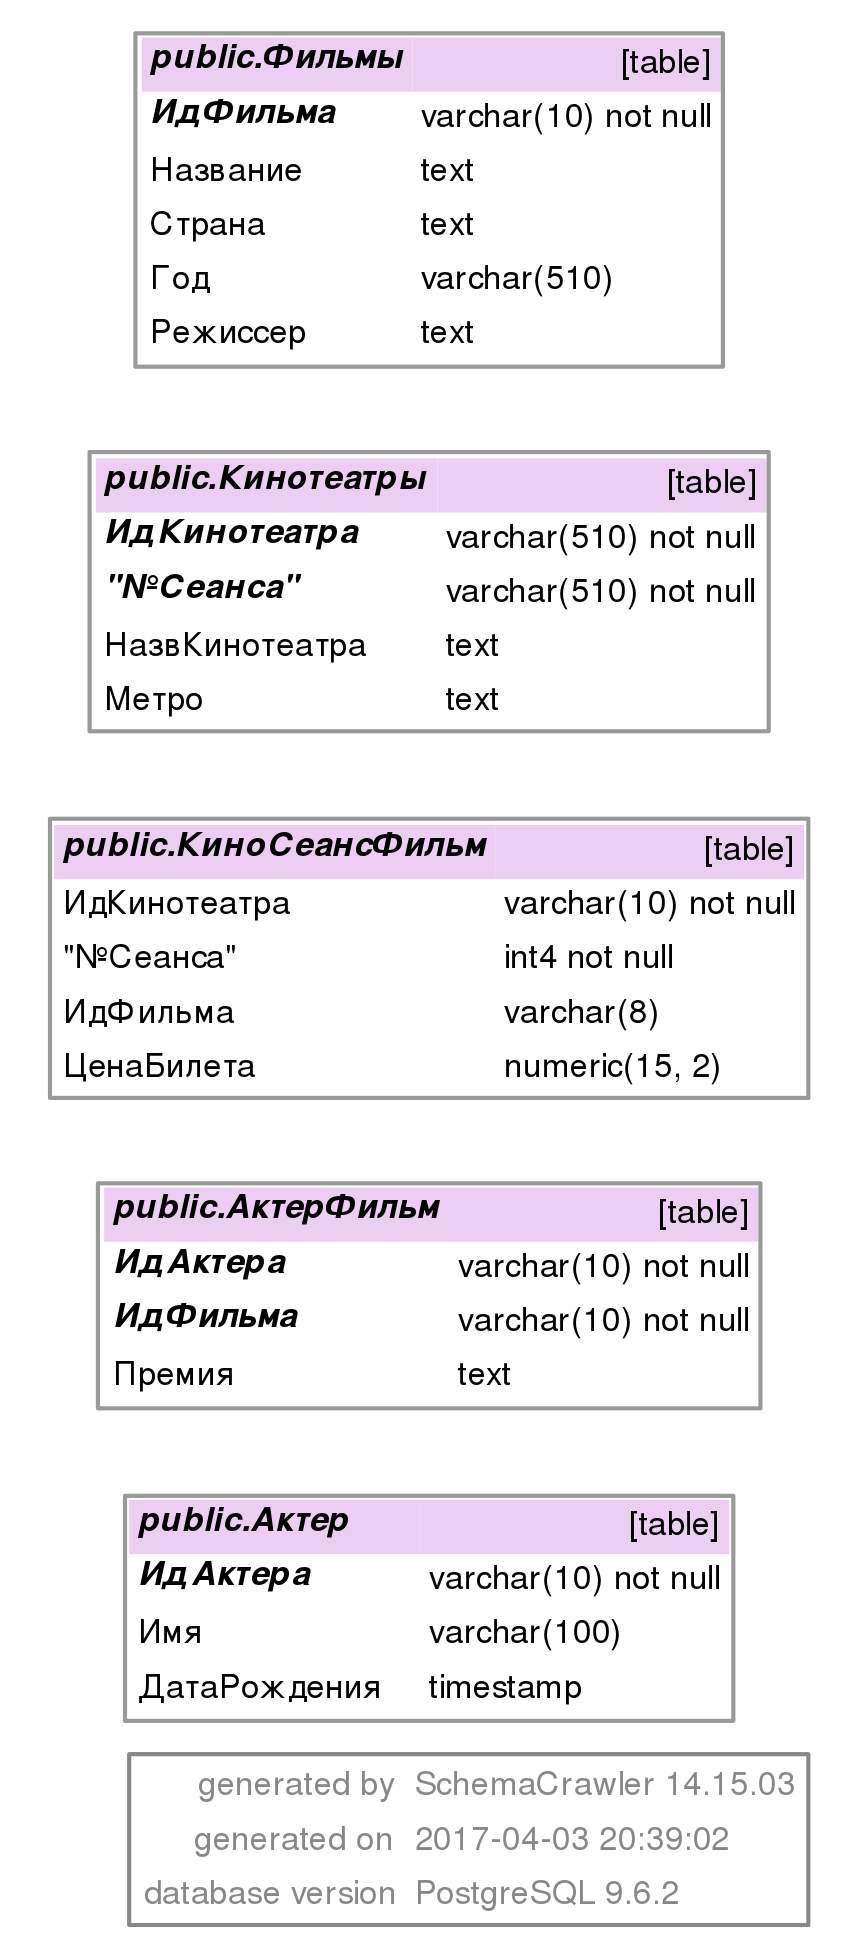 public.Фильмы [table]
ИдФильма varchar(10) not null
Название text
Страна text
Год varchar(510)
Режиссер text
public.Кинотеатры [table]
ИдКинотеатра varchar(510) not null
"№Сеанса" varchar(510) not null
НазвКинотеатра text
Метро text
public.КиноСеансФильм [table]
ИдКинотеатра varchar(10) not null
"№Сеанса" int4 not null
ИдФильма varchar(8)
ЦенаБилета numeric(15, 2)
public.АктерФильм [table]
ИдАктера varchar(10) not null
ИдФильма varchar(10) not null
Премия text
public.Актер [table]
ИдАктера varchar(10) not null
Имя varchar(100)
ДатаРождения timestamp
generated by SchemaCrawler 14.15.03
generated on 2017-04-03 20:39:02
database version PostgreSQL 9.6.2